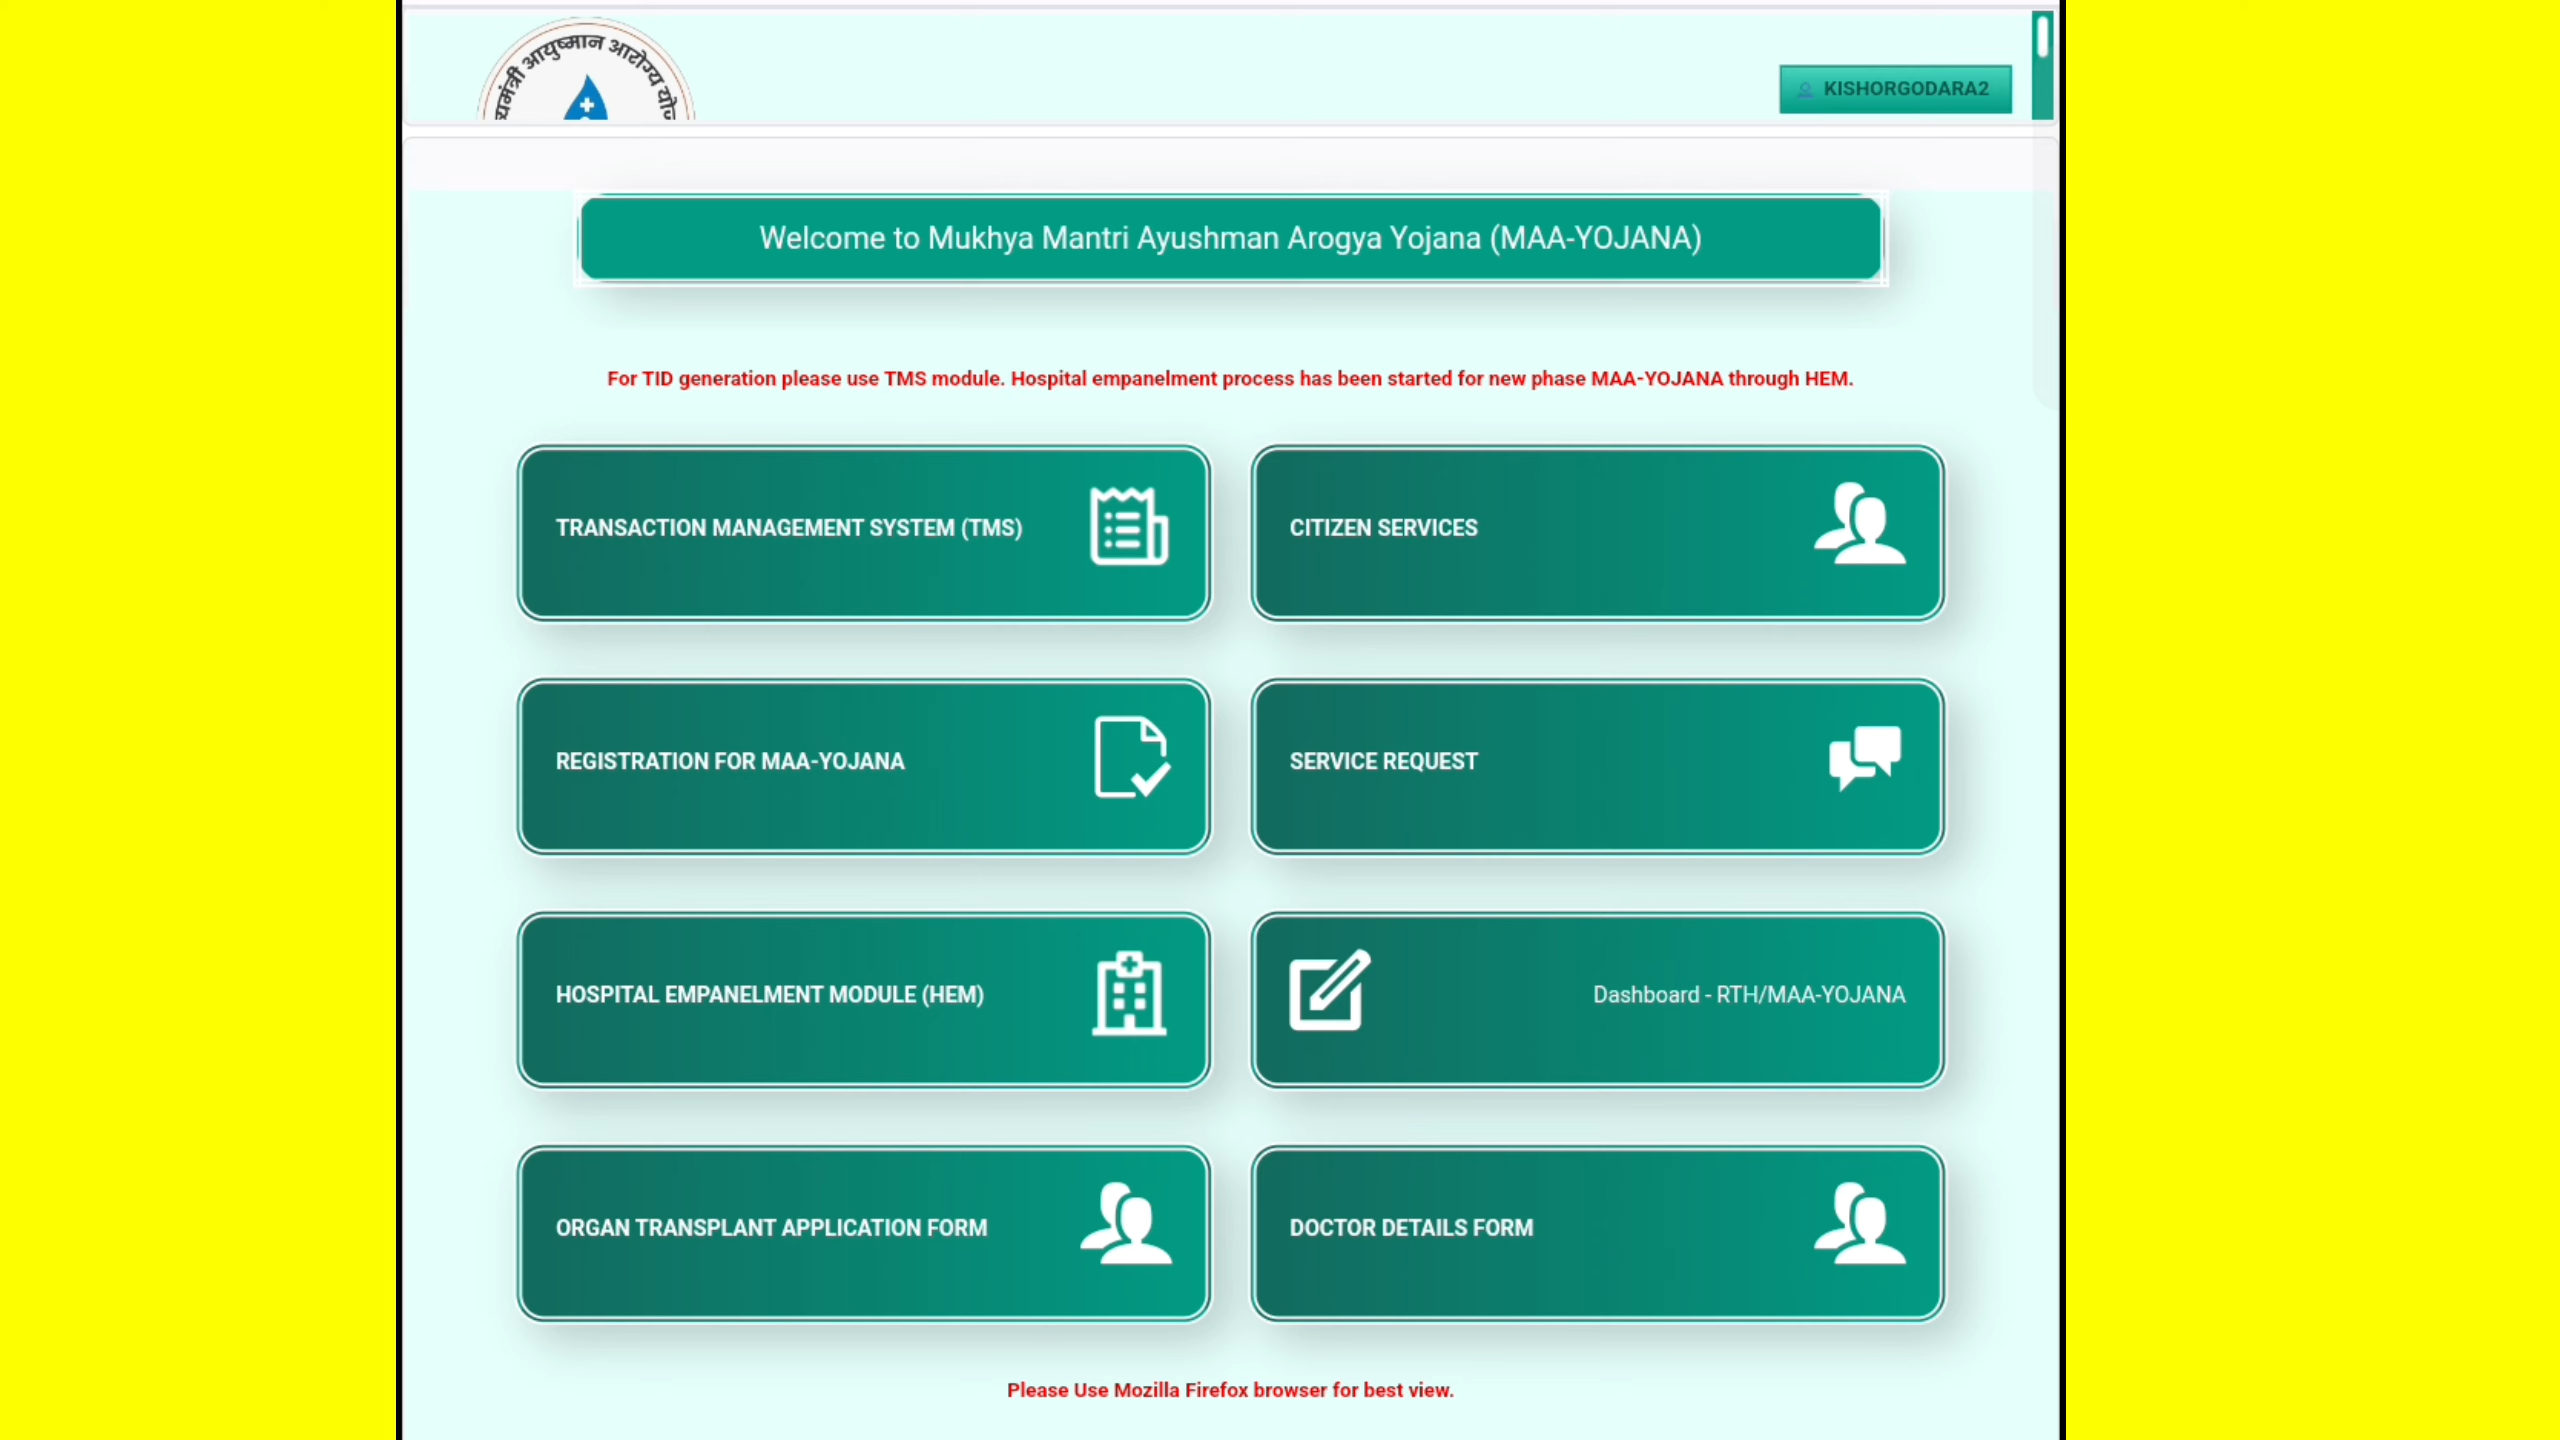 आयुष्मान आरोग्य
KISHORGODARA2
Welcome to Mukhya Mantri Ayushman Arogya Yojana (MAA-YOJANA)
For TID generation please use TMS module. Hospital empanelment process has been started for new phase MAA-YOJANA through HEM.
TRANSACTION MANAGEMENT SYSTEM (TMS)
CITIZEN SERVICES
REGISTRATION FOR MAA-YOJANA
SERVICE REQUEST
HOSPITAL EMPANELMENT MODULE (HEM)
Dashboard - RTH/MAA-YOJANA
ORGAN TRANSPLANT APPLICATION FORM
DOCTOR DETAILS FORM
Please Use Mozilla Firefox browser for best view.